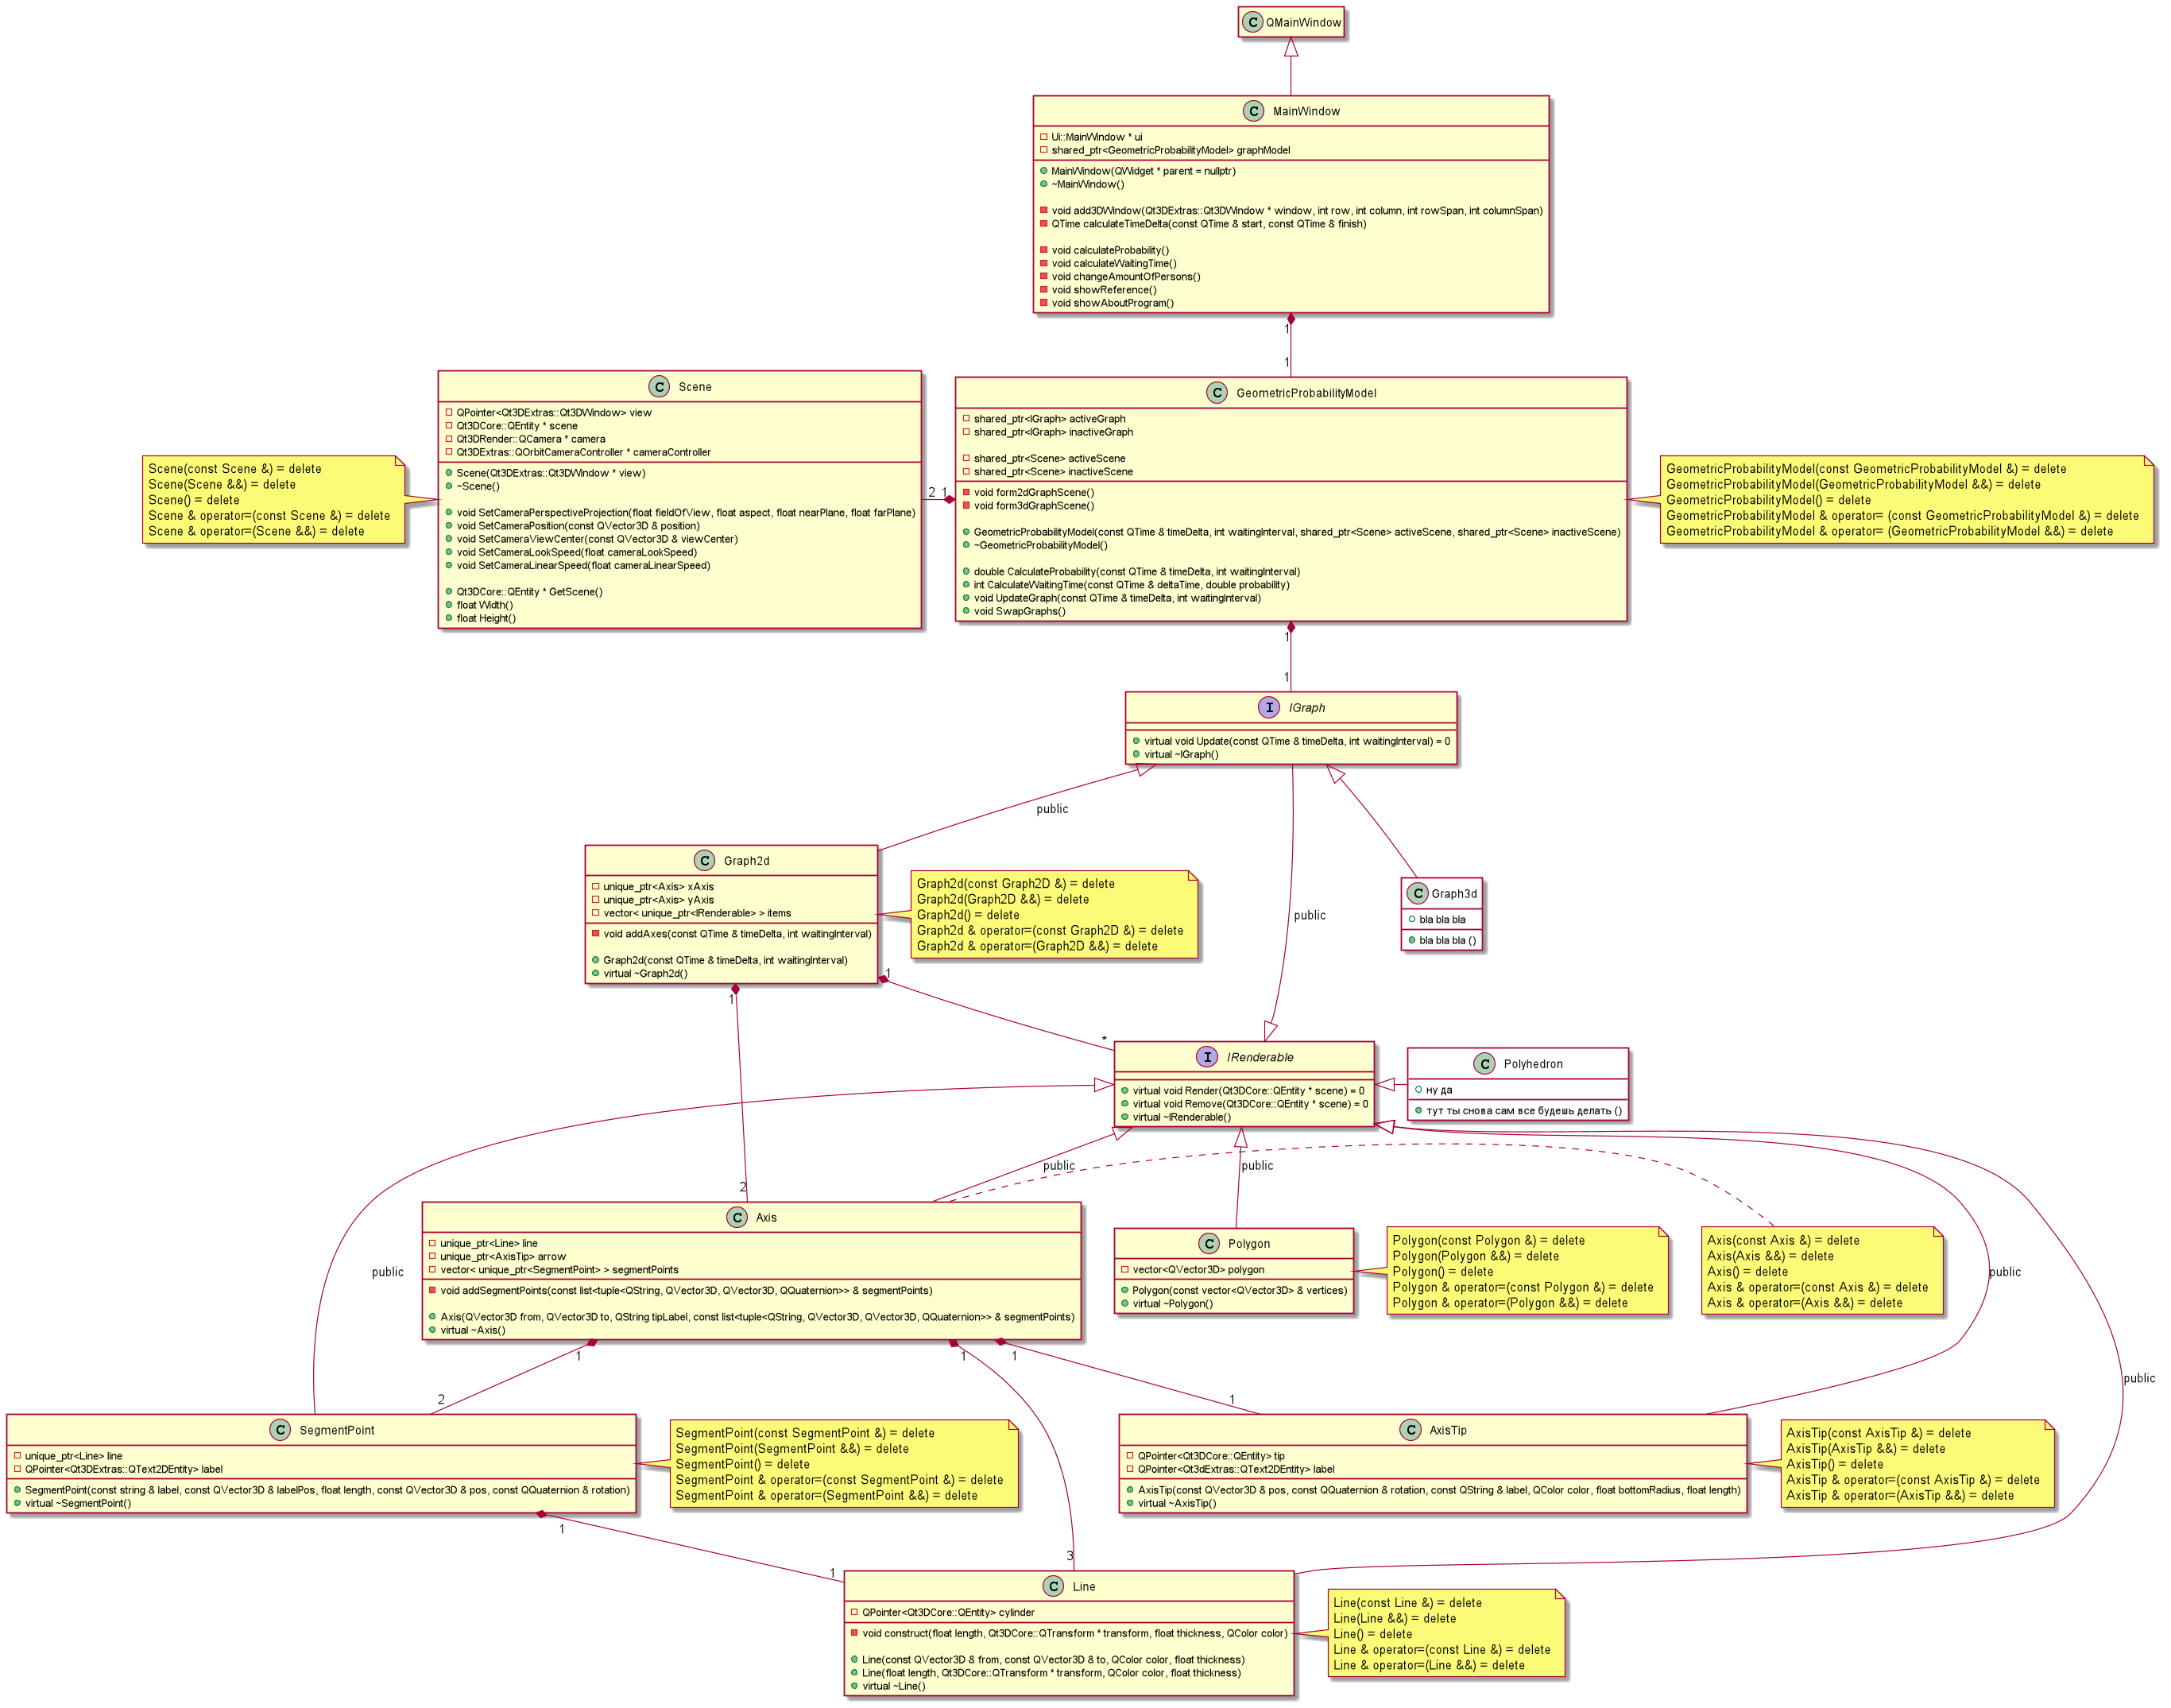 C QMainWindow
C MainWindow
Ui::MainWindow * ui
shared_ptr<GeometricProbabilityModel> graphModel
MainWindow(QWidget * parent = nullptr)
~MainWindow()
void add3DWindow(Qt3DExtras::Qt3DWindow * window, int row, int column, int rowSpan, int columnSpan)
QTime calculateTimeDelta(const QTime & start, const QTime & finish)
void calculateProbability()
void calculateWaitingTime()
void changeAmountOfPersons()
void showReference()
void showAboutProgram()
1
1
C Scene
QPointer<Qt3DExtras::Qt3DWindow> view
Qt3DCore::QEntity * scene
Qt3DRender::QCamera * camera
Qt3DExtras::QOrbitCameraController * cameraController
Scene(Qt3DExtras::Qt3DWindow * view)
~Scene()
void SetCameraPerspectiveProjection(float fieldOfView, float aspect, float nearPlane, float farPlane)
void SetCameraPosition(const QVector3D & position)
void SetCameraViewCenter(const QVector3D & viewCenter)
void SetCameraLookSpeed(float cameraLookSpeed)
void SetCameraLinearSpeed(float cameraLinearSpeed)
Qt3DCore::QEntity * GetScene()
float Width()
float Height()
Scene(const Scene &) = delete
Scene(Scene &&) = delete
Scene() = delete
Scene & operator=(const Scene &) = delete
Scene & operator=(Scene &&) = delete
2 1
C GeometricProbabilityModel
shared_ptr<IGraph> activeGraph
shared_ptr<IGraph> inactiveGraph
shared_ptr<Scene> activeScene
shared_ptr<Scene> inactiveScene
void form2dGraphScene()
void form3dGraphScene()
GeometricProbabilityModel(const QTime & timeDelta, int waitingInterval, shared_ptr<Scene> activeScene, shared_ptr<Scene> inactiveScene)
~GeometricProbabilityModel()
double CalculateProbability(const QTime & timeDelta, int waitingInterval)
int CalculateWaitingTime(const QTime & deltaTime, double probability)
void UpdateGraph(const QTime & timeDelta, int waitingInterval)
void SwapGraphs()
GeometricProbabilityModel(const GeometricProbabilityModel &) = delete
GeometricProbabilityModel(GeometricProbabilityModel &&) = delete
GeometricProbabilityModel() = delete
GeometricProbabilityModel & operator= (const GeometricProbabilityModel &) = delete
GeometricProbabilityModel & operator= (GeometricProbabilityModel &&) = delete
1
1
I IGraph
virtual void Update(const QTime & timeDelta, int waitingInterval) = 0
virtual ~IGraph()
public
C Graph2d
unique_ptr<Axis> xAxis
unique_ptr<Axis> yAxis
vector< unique_ptr<IRenderable> > items
void addAxes(const QTime & timeDelta, int waitingInterval)
Graph2d(const QTime & timeDelta, int waitingInterval)
virtual ~Graph2d()
Graph2d(const Graph2D &) = delete
Graph2d(Graph2D &&) = delete
Graph2d() = delete
Graph2d & operator=(const Graph2D &) = delete
Graph2d & operator=(Graph2D &&) = delete
public
C Graph3d
bla bla bla
bla bla bla ()
1
1
*
2
I IRenderable
virtual void Render(Qt3DCore::QEntity * scene) = 0
virtual void Remove(Qt3DCore::QEntity * scene) = 0
virtual ~IRenderable()
C Polyhedron
ну да
тут ты снова сам все будешь делать ()
public
public
public
public
public
C Axis
unique_ptr<Line> line
unique_ptr<AxisTip> arrow
vector< unique_ptr<SegmentPoint> > segmentPoints
void addSegmentPoints(const list<tuple<QString, QVector3D, QVector3D, QQuaternion>> & segmentPoints)
Axis(QVector3D from, QVector3D to, QString tipLabel, const list<tuple<QString, QVector3D, QVector3D, QQuaternion>> & segmentPoints)
virtual ~Axis()
C Polygon
vector<QVector3D> polygon
Polygon(const vector<QVector3D> & vertices)
virtual ~Polygon()
Polygon(const Polygon &) = delete
Polygon(Polygon &&) = delete
Polygon() = delete
Polygon & operator=(const Polygon &) = delete
Polygon & operator=(Polygon &&) = delete
Axis(const Axis &) = delete
Axis(Axis &&) = delete
Axis() = delete
Axis & operator=(const Axis &) = delete
Axis & operator=(Axis &&) = delete
1
1
1
2
1
C SegmentPoint
unique_ptr<Line> line
QPointer<Qt3DExtras::QText2DEntity> label
SegmentPoint(const string & label, const QVector3D & labelPos, float length, const QVector3D & pos, const QQuaternion & rotation)
virtual ~SegmentPoint()
SegmentPoint(const SegmentPoint &) = delete
SegmentPoint(SegmentPoint &&) = delete
SegmentPoint() = delete
SegmentPoint & operator=(const SegmentPoint &) = delete
SegmentPoint & operator=(SegmentPoint &&) = delete
C AxisTip
QPointer<Qt3DCore::QEntity> tip
QPointer<Qt3dExtras::QText2DEntity> label
AxisTip(const QVector3D & pos, const QQuaternion & rotation, const QString & label, QColor color, float bottomRadius, float length)
virtual ~AxisTip()
AxisTip(const AxisTip &) = delete
AxisTip(AxisTip &&) = delete
AxisTip() = delete
AxisTip & operator=(const AxisTip &) = delete
AxisTip & operator=(AxisTip &&) = delete
1
3
1
C Line
QPointer<Qt3DCore::QEntity> cylinder
void construct(float length, Qt3DCore::QTransform * transform, float thickness, QColor color)
Line(const QVector3D & from, const QVector3D & to, QColor color, float thickness)
Line(float length, Qt3DCore::QTransform * transform, QColor color, float thickness)
virtual ~Line()
Line(const Line &) = delete
Line(Line &&) = delete
Line() = delete
Line & operator=(const Line &) = delete
Line & operator=(Line &&) = delete